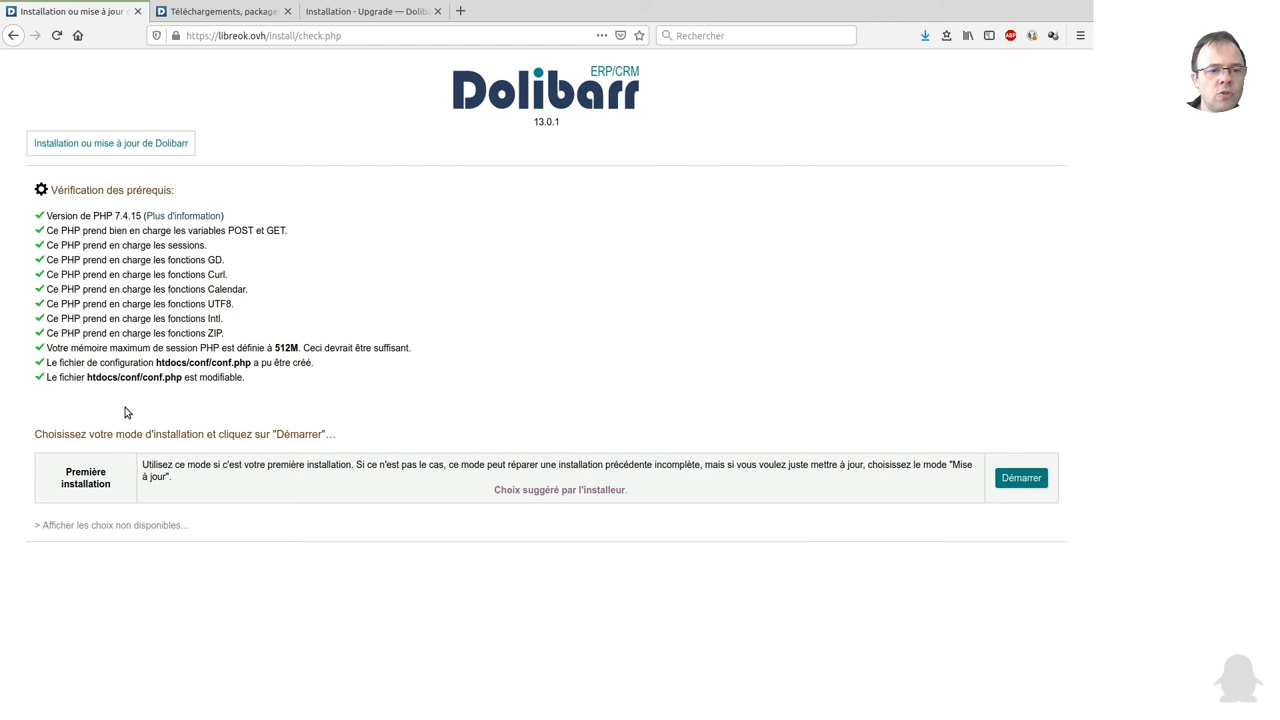 Installation ou mise à jour d
Téléchargements, package
Installation - Upgrade — Doliba
https://libreok.ovh/install/check.php
Rechercher
ABP
ERP/CRM
Dolibarr
13.0.1
Installation ou mise à jour de Dolibarr
Vérification des prérequis:
Version de PHP 7.4.15 (Plus d'information)
Ce PHP prend bien en charge les variables POST et GET.
Ce PHP prend en charge les sessions.
Ce PHP prend en charge les fonctions GD.
Ce PHP prend en charge les fonctions Curl.
Ce PHP prend en charge les fonctions Calendar.
Ce PHP prend en charge les fonctions UTF8.
Ce PHP prend en charge les fonctions Intl.
Ce PHP prend en charge les fonctions ZIP.
Votre mémoire maximum de session PHP est définie à 512M. Ceci devrait être suffisant.
Le fichier de configuration htdocs/conf/conf.php a pu être créé.
Le fichier htdocs/conf/conf.php est modifiable.
Choisissez votre mode d'installation et cliquez sur "Démarrer"…
Première
installation
Utilisez ce mode si c'est votre première installation. Si ce n'est pas le cas, ce mode peut réparer une installation précédente incomplète, mais si vous voulez juste mettre à jour, choisissez le mode "Mise
à jour".
Choix suggéré par l'installeur.
Démarrer
> Afficher les choix non disponibles...